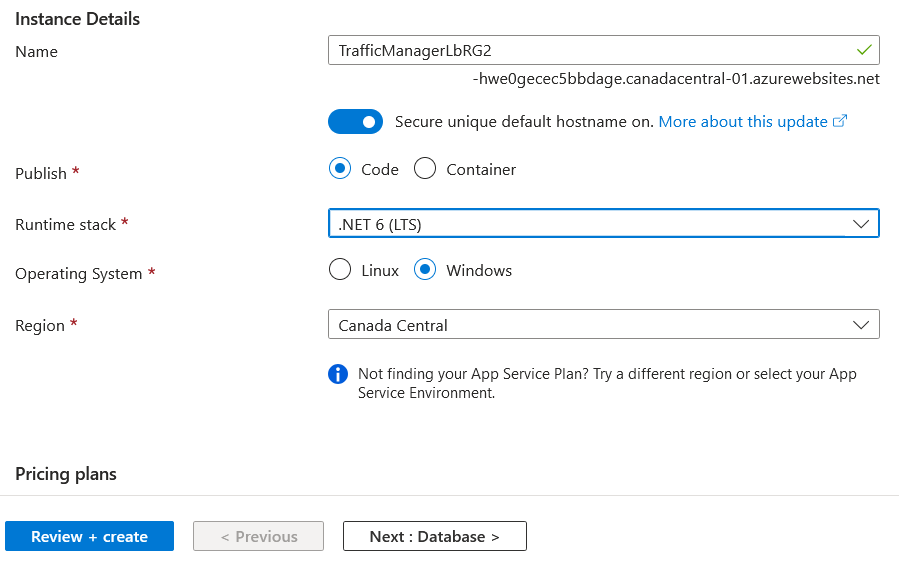 Instance Details
Name
TrafficManagerLbRG2
-hwe0gecec5bbdage.canadacentral-01.azurewebsites.net
Secure unique default hostname on. More about this update
Publish *
Code Container
Runtime stack *
.NET 6 (LTS)
Operating System *
Linux Windows
Region *
Canada Central
Not finding your App Service Plan? Try a different region or select your App
Service Environment.
Pricing plans
Review + create
< Previous
Next : Database >